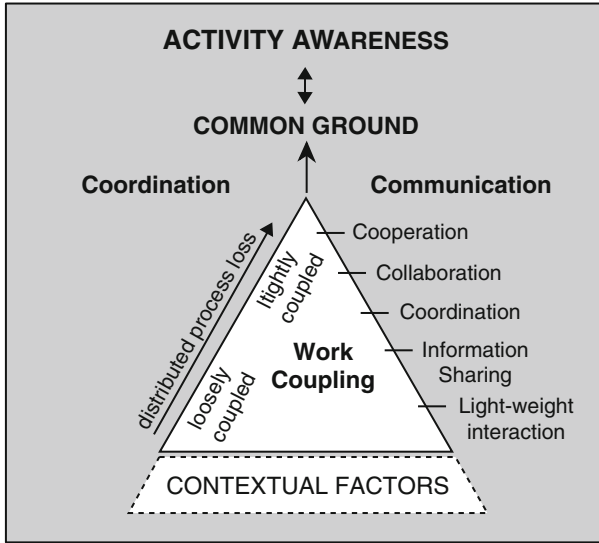 ACTIVITY AWARENESS
COMMON GROUND
Coordination
Communication
distributed process loss
loosely
coupled
ltightly
coupled
Work
Coupling
Cooperation
Collaboration
Coordination
Information
Sharing
Light-weight
interaction
CONTEXTUAL FACTORS